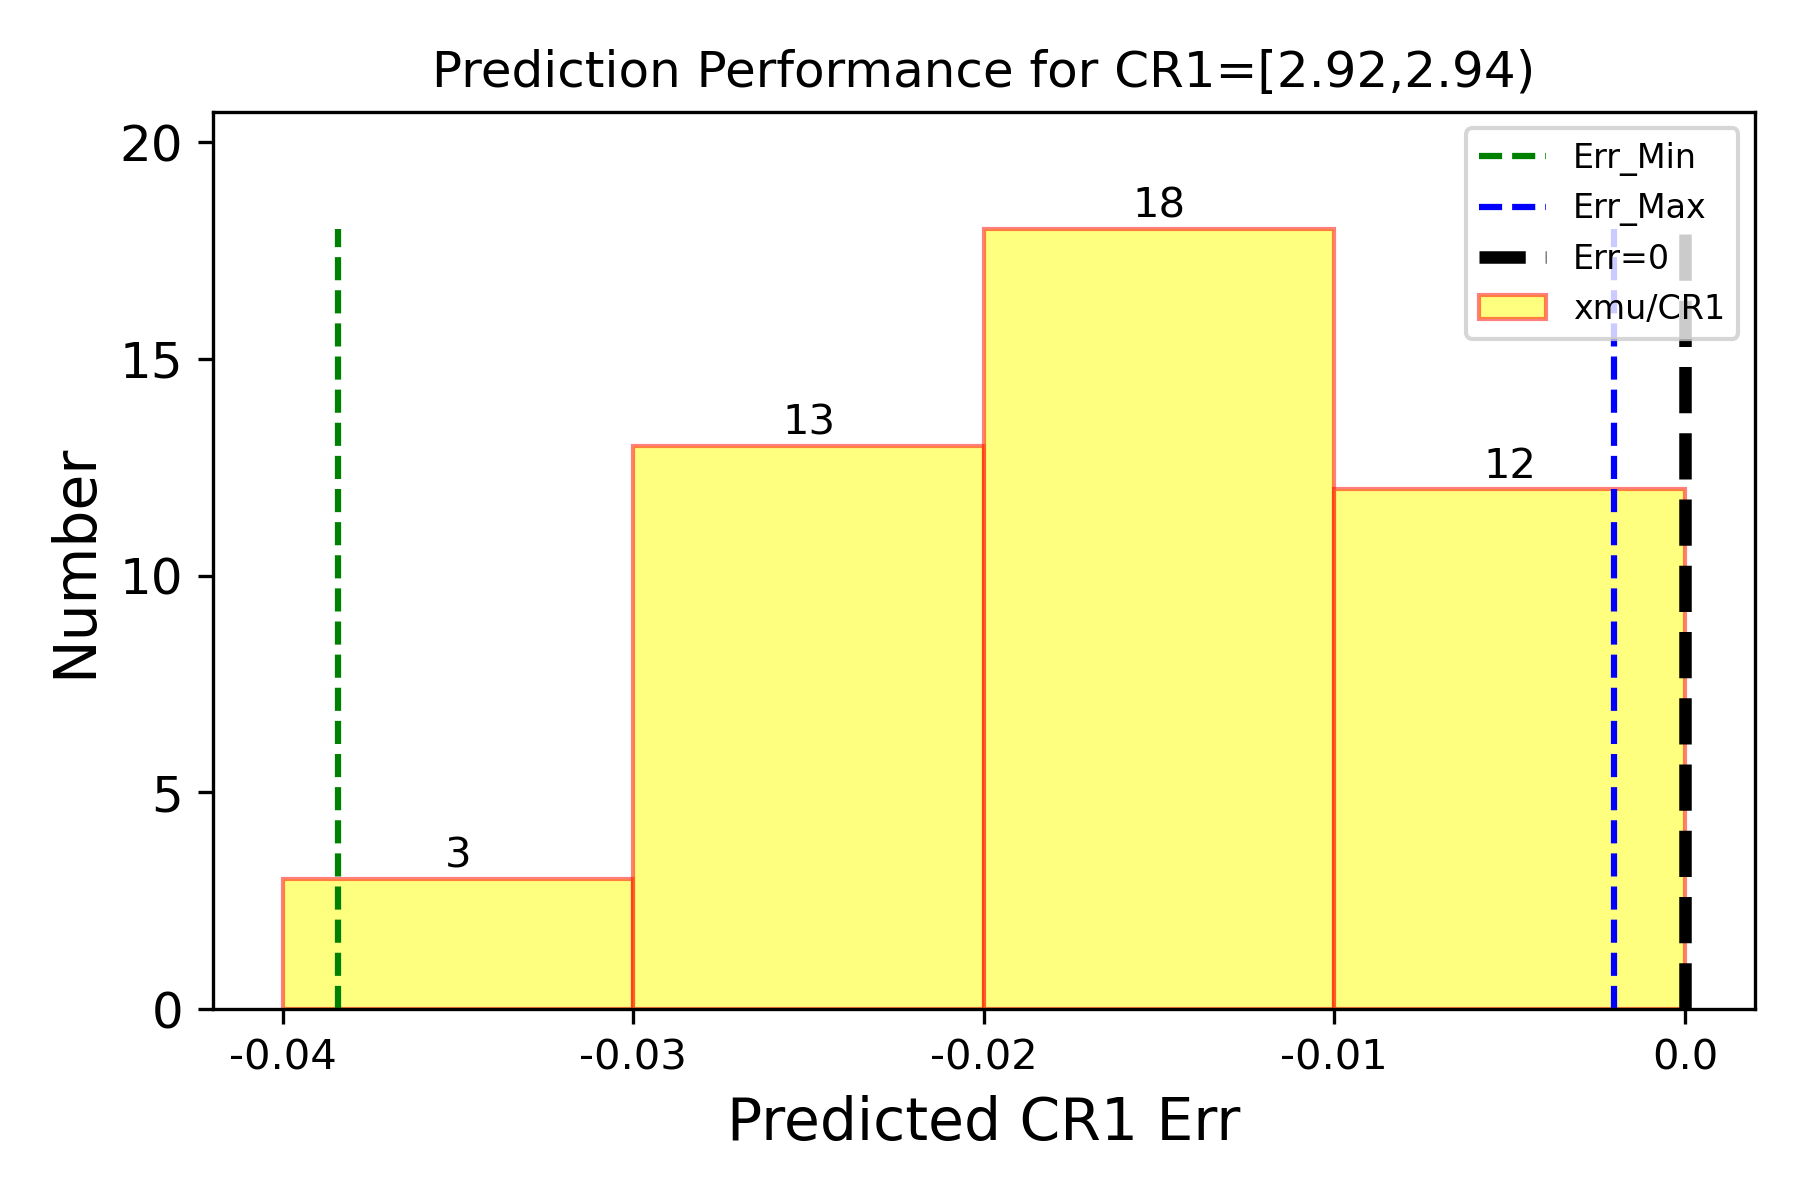 Prediction Performance for CR1=[2.92,2.94)
Err_Min
Err_Max
Err=0
xmu/CR1
20
15
10
5
0
Number
3
13
18
12
-0.04
-0.03
-0.02
-0.01
0.0
Predicted CR1 Err